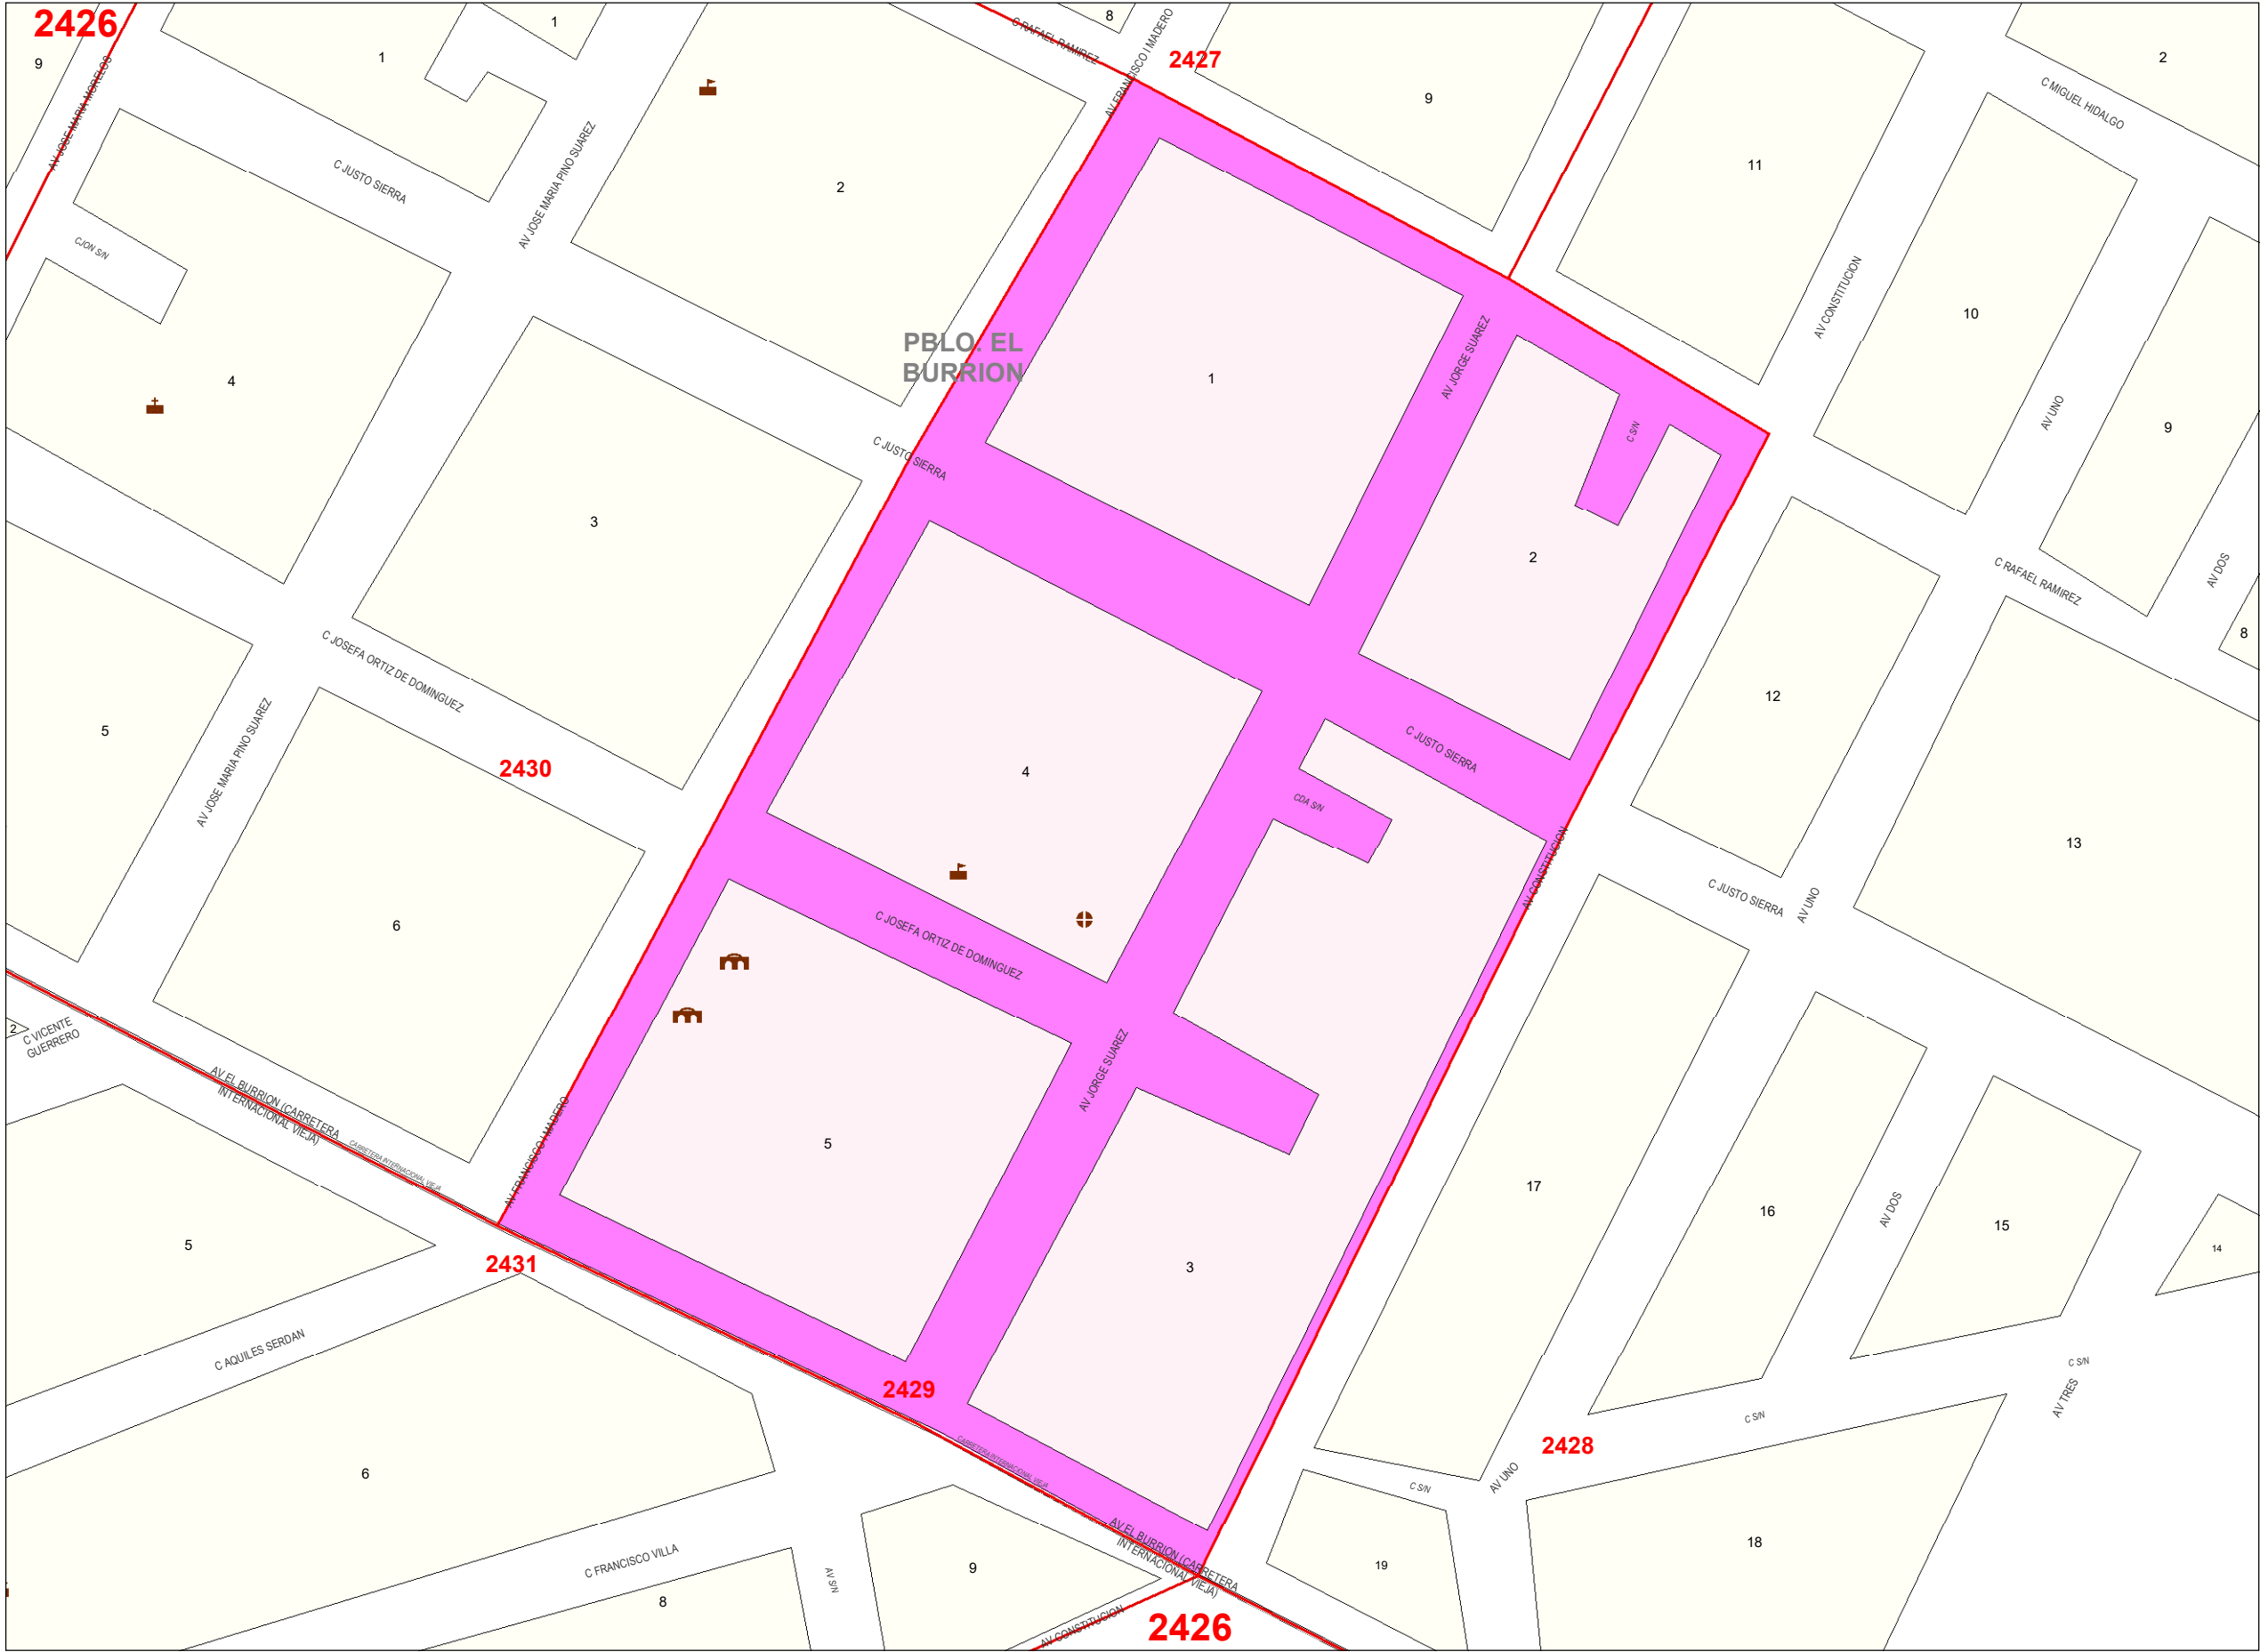 2426
9
1
1
8
C RAFAEL RAMIREZ
AV FRANCISCO I MADERO
2427
9
2
C MIGUEL HIDALGO
AV JOSE MARIA MORELOS
C JUSTO SIERRA
AV JOSE MARIA PINO SUAREZ
2
11
CJON S/N
AV CONSTITUCION
10
PBLO. EL
BURRION
1
AV JORGE SUAREZ
4
C S/N
AV UNO
9
C JUSTO SIERRA
3
2
C RAFAEL RAMIREZ
AV DOS
8
C JOSEFA ORTIZ DE DOMINGUEZ
12
5
AV JOSE MARIA PINO SUAREZ
2430
4
C JUSTO SIERRA
CDA S/N
13
AV CONSTITUCION
C JUSTO SIERRA
AV UNO
6
C JOSEFA ORTIZ DE DOMINGUEZ
2
C VICENTE
GUERRERO
AV EL BURRION (CARRETERA
INTERNACIONAL VIEJA)
CARRETERA INTERNACIONAL VIEJA
AV FRANCISCO I MADERO
5
AV JORGE SUAREZ
17
16
AV DOS
15
14
5
2431
3
C AQUILES SERDAN
2429
C S/N
AV TRES
C S/N
2428
CARRETERA INTERNACIONAL VIEJA
6
C S/N
AV UNO
AV EL BURRION (CARRETERA
INTERNACIONAL VIEJA)
18
C FRANCISCO VILLA
AV S/N
9
19
8
AV CONSTITUCION
2426